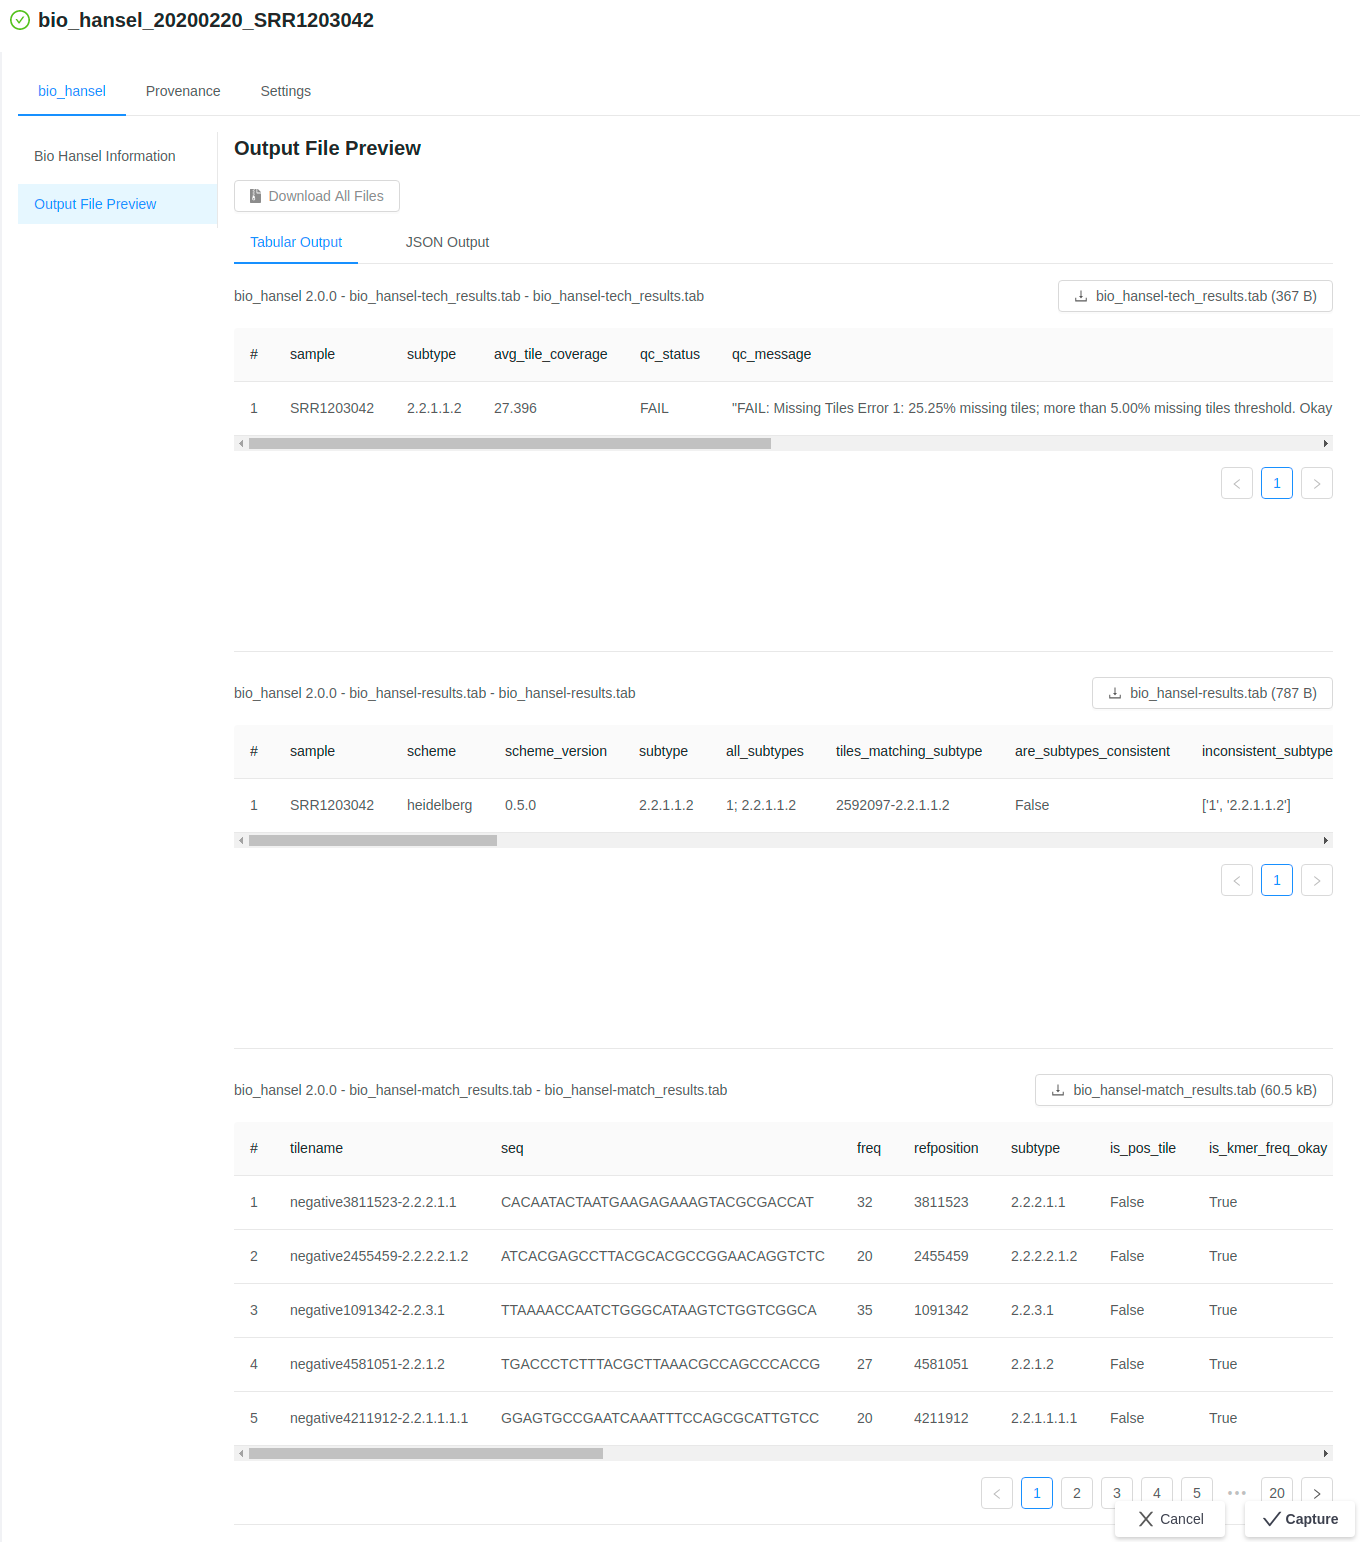 bio_hansel_20200220_SRR1203042
bio_hansel Provenance Settings
Bio Hansel Information
Output File Preview
Output File Preview
Download All Files
Tabular Output JSON Output
bio_hansel 2.0.0 - bio_hansel-tech_results.tab - bio_hansel-tech_results.tab
bio_hansel-tech_results.tab (367 B)
# sample subtype avg_tile_coverage qc_status qc_message
1 SRR1203042 2.2.1.1.2 27.396 FAIL "FAIL: Missing Tiles Error 1: 25.25% missing tiles; more than 5.00% missing tiles threshold. Okay
1
bio_hansel 2.0.0 - bio_hansel-results.tab - bio_hansel-results.tab
bio_hansel-results.tab (787 B)
# sample scheme scheme_version subtype all_subtypes tiles_matching_subtype are_subtypes_consistent inconsistent_subtype
1 SRR1203042 heidelberg 0.5.0 2.2.1.1.2 1; 2.2.1.1.2 2592097-2.2.1.1.2 False ['1', '2.2.1.1.2']
1
bio_hansel 2.0.0 - bio_hansel-match_results.tab - bio_hansel-match_results.tab
bio_hansel-match_results.tab (60.5 kB)
# tilename seq freq refposition subtype is_pos_tile is_kmer_freq_okay
1 negative3811523-2.2.2.1.1 CACAATACTAATGAAGAGAAAGTACGCGACCAT 32 3811523 2.2.2.1.1 False True
2 negative2455459-2.2.2.2.1.2 ATCACGAGCCTTACGCACGCCGGAACAGGTCTC 20 2455459 2.2.2.2.1.2 False True
3 negative1091342-2.2.3.1 TTAAAACCAATCTGGGCATAAGTCTGGTCGGCA 35 1091342 2.2.3.1 False True
4 negative4581051-2.2.1.2 TGACCCTCTTTACGCTTAAACGCCAGCCCACCG 27 4581051 2.2.1.2 False True
5 negative4211912-2.2.1.1.1.1 GGAGTGCCGAATCAAATTTCCAGCGCATTGTCC 20 4211912 2.2.1.1.1.1 False True
1 2 3 4 5 ••• 20
Cancel Capture